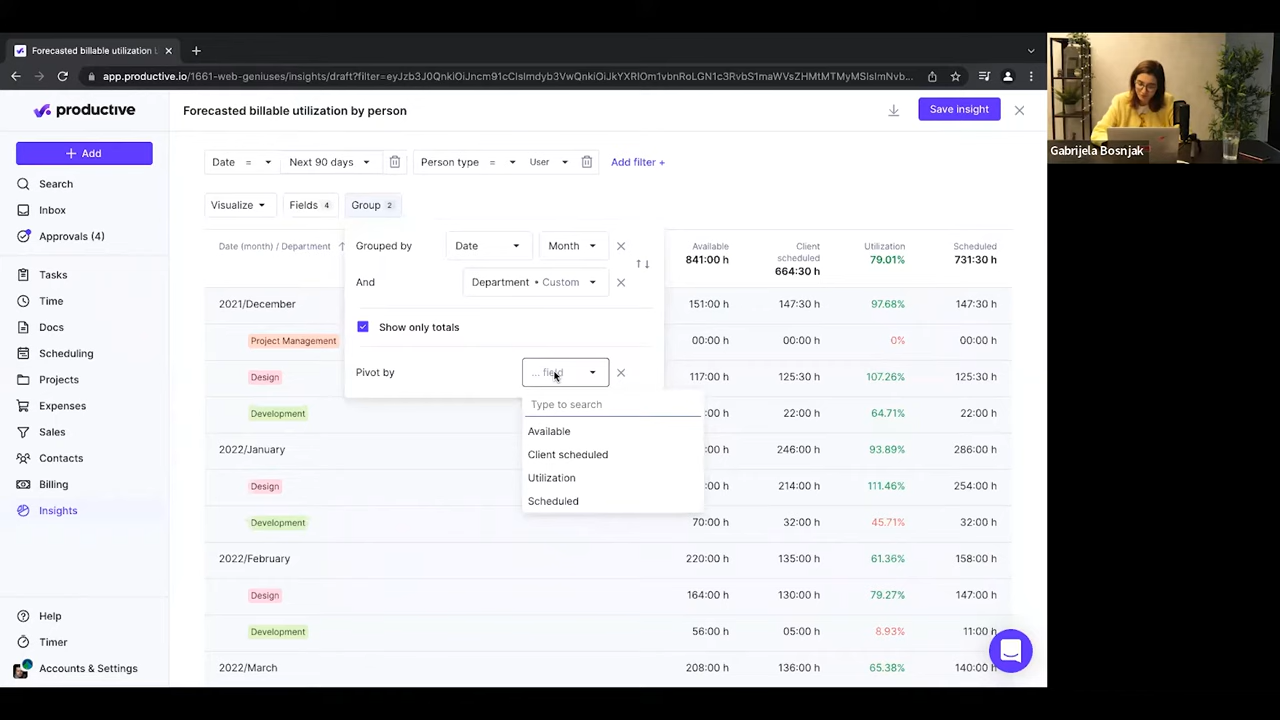 Forecasted billable utilization b
app.productive.io/1661-web-geniuses/insights/draft?filter=eyJzb3J0QnkiOiJncm91cCIsImdyb3VwQnkiOiJkYXRlOm1vbnRoLGN1c3RvbS1maWVsZHMtMTMyMSIsImNvb...
productive
Forecasted billable utilization by person
Save insight
Gabrijela Bosnjak
+ Add
Date = Next 90 days
Person type = User
Add filter +
Search
Inbox
Approvals (4)
Visualize
Fields 4
Group 2
Tasks
Time
Docs
Scheduling
Projects
Expenses
Sales
Contacts
Billing
Insights
Help
Timer
Accounts & Settings
Grouped by Date Month
And Department • Custom
Show only totals
Pivot by ... field
Type to search
Available
Client scheduled
Utilization
Scheduled
Date (month) / Department Available Client scheduled Utilization Scheduled
841:00 h 664:30 h 79.01% 731:30 h
2021/December 151:00 h 147:30 h 97.68% 147:30 h
Project Management 00:00 h 00:00 h 0% 00:00 h
Design 117:00 h 125:30 h 107.26% 125:30 h
Development :00 h 22:00 h 64.71% 22:00 h
2022/January :00 h 246:00 h 93.89% 286:00 h
Design :00 h 214:00 h 111.46% 254:00 h
Development 70:00 h 32:00 h 45.71% 32:00 h
2022/February 220:00 h 135:00 h 61.36% 158:00 h
Design 164:00 h 130:00 h 79.27% 147:00 h
Development 56:00 h 05:00 h 8.93% 11:00 h
2022/March 208:00 h 136:00 h 65.38% 140:00 h